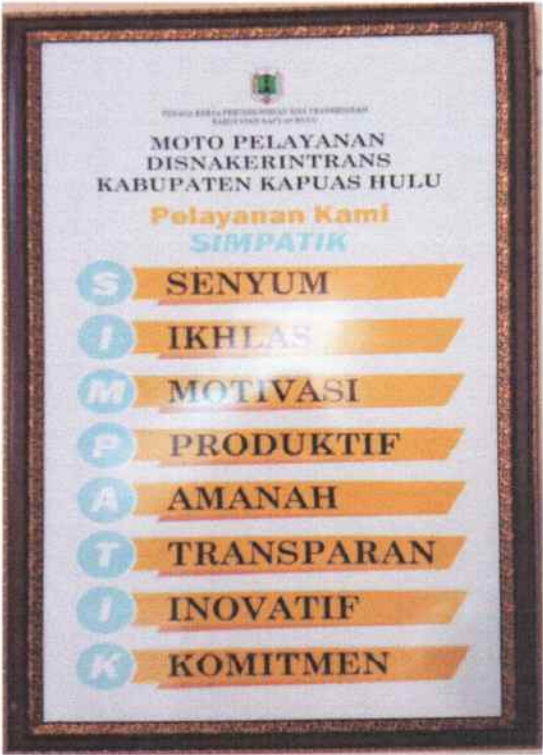 MOTO PELAYANAN
DISNAKERINTRANS
KABUPATEN KAPUAS HULU
Pelayanan Kami
SIMPATIK
S SENYUM
I IKHLAS
M MOTIVASI
P PRODUKTIF
A AMANAH
T TRANSPARAN
I INOVATIF
K KOMITMEN